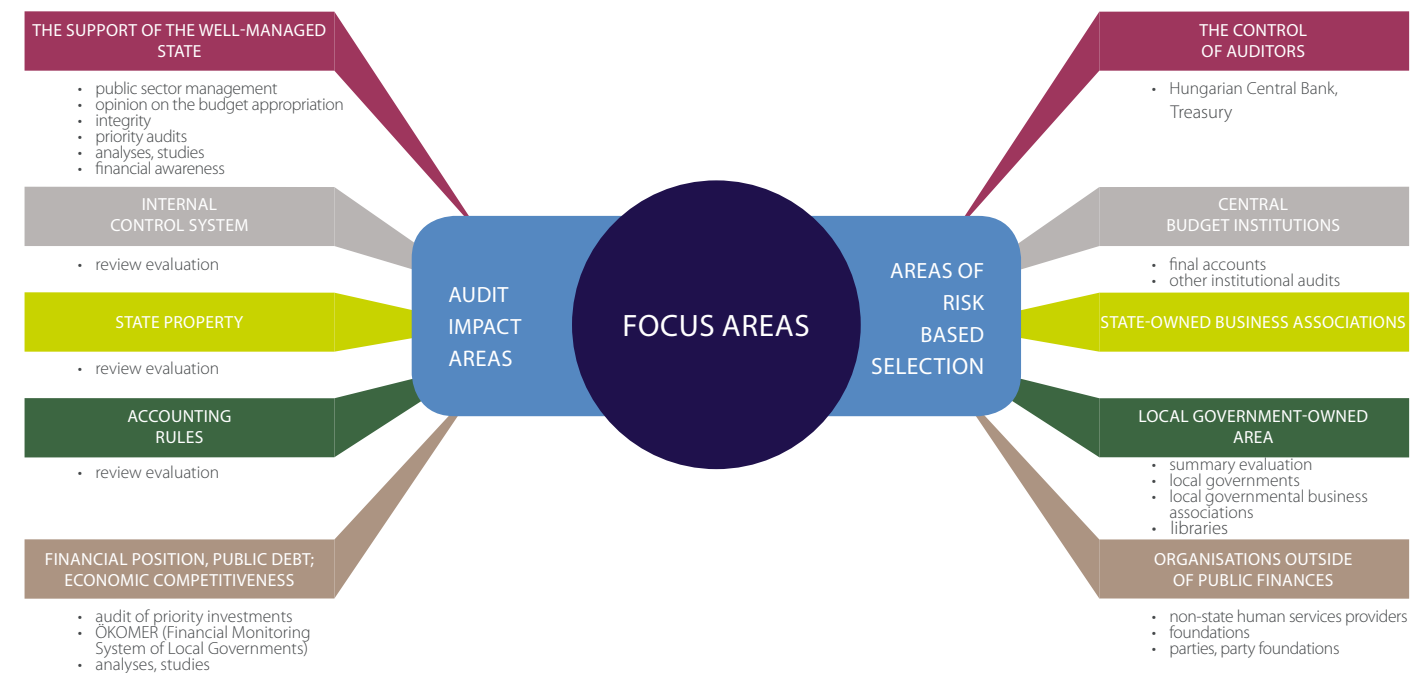 THE SUPPORT OF THE WELL-MANAGED
STATE
• public sector management
• opinion on the budget appropriation
• integrity
• priority audits
• analyses, studies
• financial awareness
INTERNAL
CONTROL SYSTEM
• review evaluation
STATE PROPERTY
• review evaluation
ACCOUNTING
RULES
• review evaluation
FINANCIAL POSITION, PUBLIC DEBT;
ECONOMIC COMPETITIVENESS
• audit of priority investments
• ÖKOMER (Financial Monitoring
System of Local Governments)
• analyses, studies
AUDIT
IMPACT
AREAS
FOCUS AREAS
AREAS OF
RISK
BASED
SELECTION
THE CONTROL
OF AUDITORS
• Hungarian Central Bank,
Treasury
CENTRAL
BUDGET INSTITUTIONS
• final accounts
• other institutional audits
STATE-OWNED BUSINESS ASSOCIATIONS
LOCAL GOVERNMENT-OWNED
AREA
• summary evaluation
• local governments
• local governmental business
associations
• libraries
ORGANISATIONS OUTSIDE
OF PUBLIC FINANCES
• non-state human services providers
• foundations
• parties, party foundations